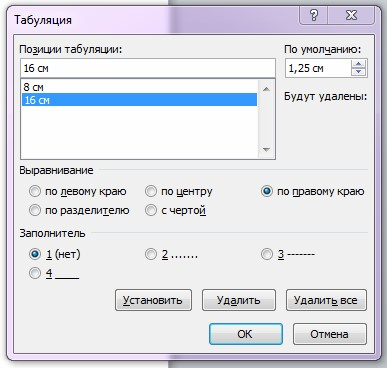 Табуляция
Позиции табуляции: По умолчанию:
16 см 1,25 см
8 см Будут удалены:
16 см
Выравнивание
по левому краю по центру по правому краю
по разделителю с чертой
Заполнитель
1 (нет) 2 ....... 3 -------
4 ____
Установить Удалить Удалить все
ОК Отмена